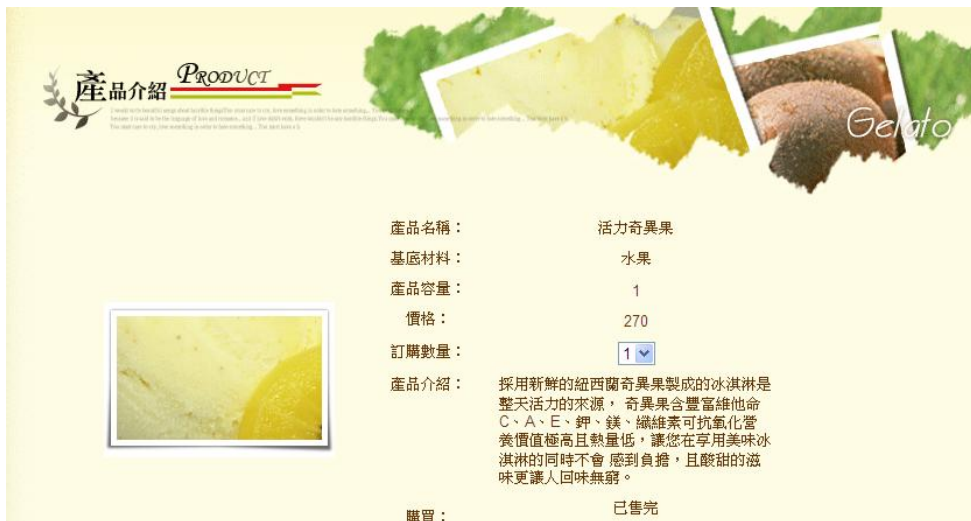 產品介紹 PRODUCT
Gelato
產品名稱： 活力奇異果
基底材料： 水果
產品容量： 1
價格： 270
訂購數量： 1
產品介紹： 採用新鮮的紐西蘭奇異果製成的冰淇淋是
整天活力的來源， 奇異果含豐富維他命
C、A、E、鉀、鎂、纖維素可抗氧化營
養價值極高且熱量低，讓您在享用美味冰
淇淋的同時不會 感到負擔，且酸甜的滋
味更讓人回味無窮。
購買： 已售完